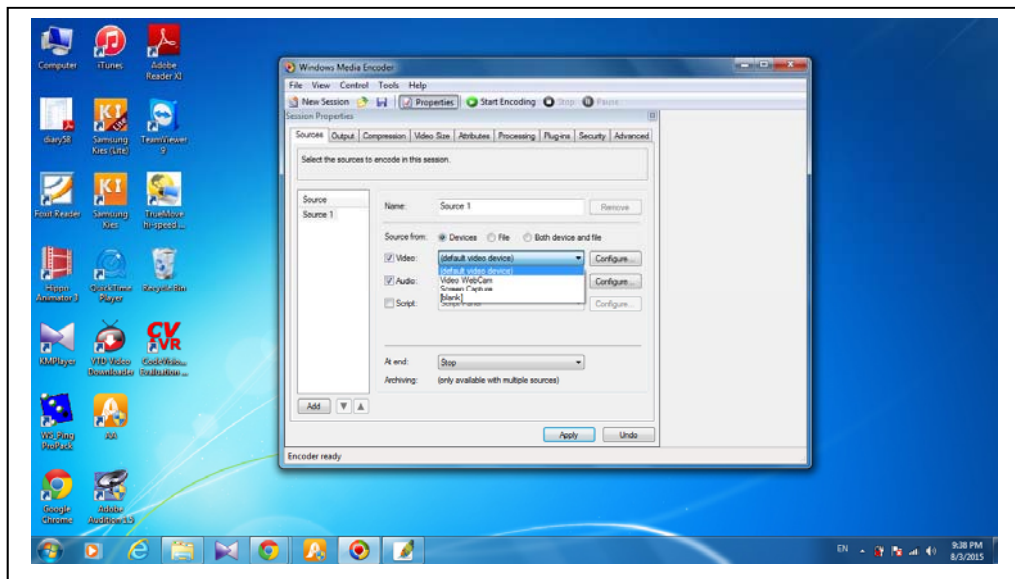 Computer
iTunes
Adobe
Reader XI
diary58
Samsung
Kies (Lite)
TeamViewer
9
Foxit Reader
Samsung
Kies
TrueMove
hi-speed ...
Hippo
Animator 3
QuickTime
Player
Recycle Bin
KMPlayer
VTD Video
Downloader
CodeVisio...
Evaluation ...
WS_Ping
ProPack
Google
Chrome
Adobe
Audition 1.5
Windows Media Encoder
File View Control Tools Help
New Session Properties Start Encoding Stop Pause
Session Properties
Sources Output Compression Video Size Attributes Processing Plug-ins Security Advanced
Select the sources to encode in this session.
Source
Source 1
Name: Source 1 Remove
Source from: Devices File Both device and file
Video: (default video device) Configure...
(default video device)
Video WebCam
Screen Capture
[blank]
Audio: Configure...
Script: Script Panel Configure...
At end: Stop
Archiving: (only available with multiple sources)
Add
Apply Undo
Encoder ready
EN
9:38 PM
8/3/2015